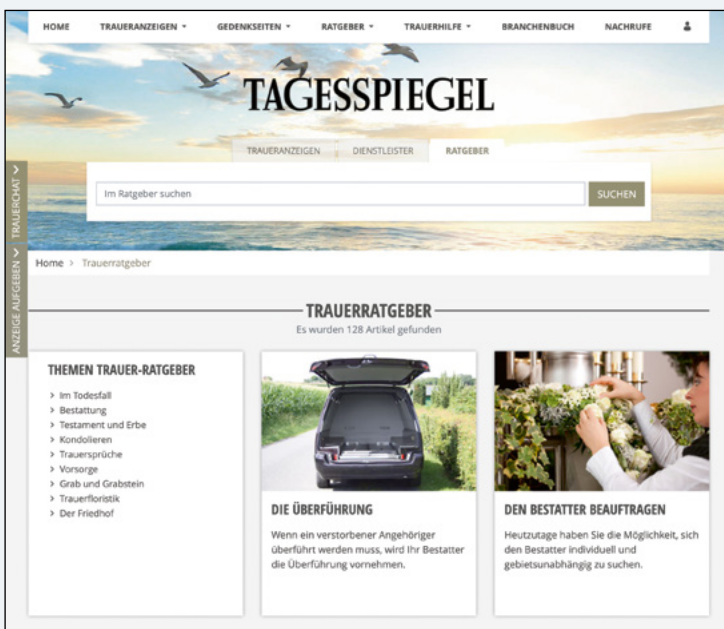 HOME TRAUERANZEIGEN GEDENKSEITEN RATGEBER TRAUERHILFE BRANCHENBUCH NACHRUFE
TAGESSPIEGEL
TRAUERANZEIGEN DIENSTLEISTER RATGEBER
Im Ratgeber suchen SUCHEN
TRAUERCHAT
ANZEIGE AUFGEBEN
Home > Trauerratgeber
TRAUERRATGEBER
Es wurden 128 Artikel gefunden
THEMEN TRAUER-RATGEBER
> Im Todesfall
> Bestattung
> Testament und Erbe
> Kondolieren
> Trauersprüche
> Vorsorge
> Grab und Grabstein
> Trauerfloristik
> Der Friedhof
DIE ÜBERFÜHRUNG
Wenn ein verstorbener Angehöriger
überführt werden muss, wird Ihr Bestatter
die Überführung vornehmen.
DEN BESTATTER BEAUFTRAGEN
Heutzutage haben Sie die Möglichkeit, sich
den Bestatter individuell und
gebietsunabhängig zu suchen.